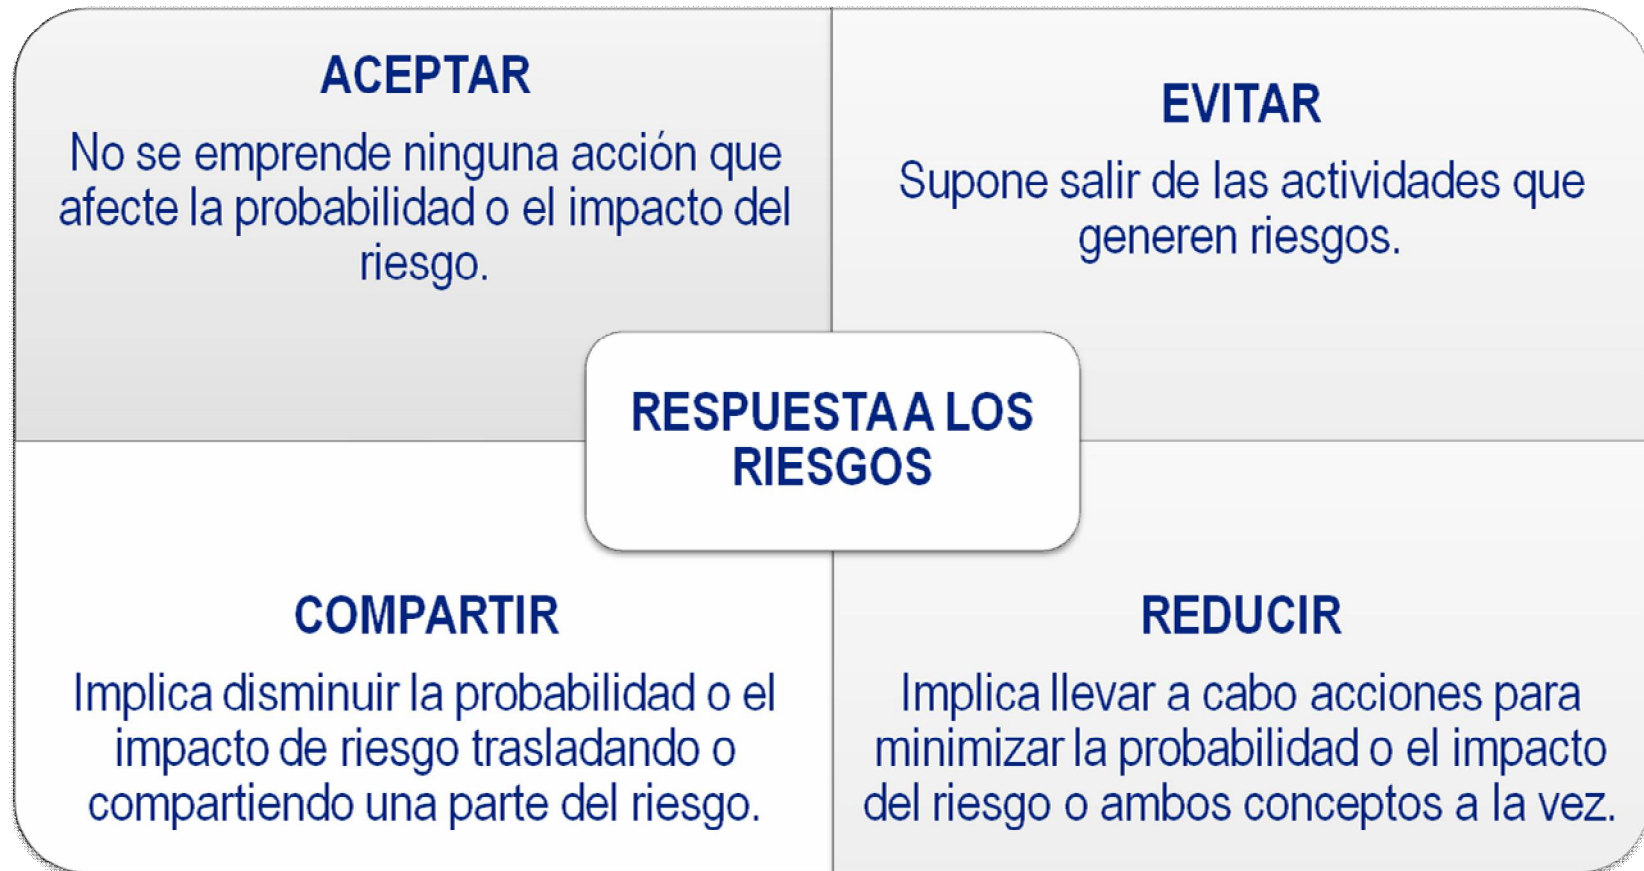 ACEPTAR
No se emprende ninguna acción que
afecte la probabilidad o el impacto del
riesgo.
EVITAR
Supone salir de las actividades que
generen riesgos.
RESPUESTA A LOS
RIESGOS
COMPARTIR
Implica disminuir la probabilidad o el
impacto de riesgo trasladando o
compartiendo una parte del riesgo.
REDUCIR
Implica llevar a cabo acciones para
minimizar la probabilidad o el impacto
del riesgo o ambos conceptos a la vez.